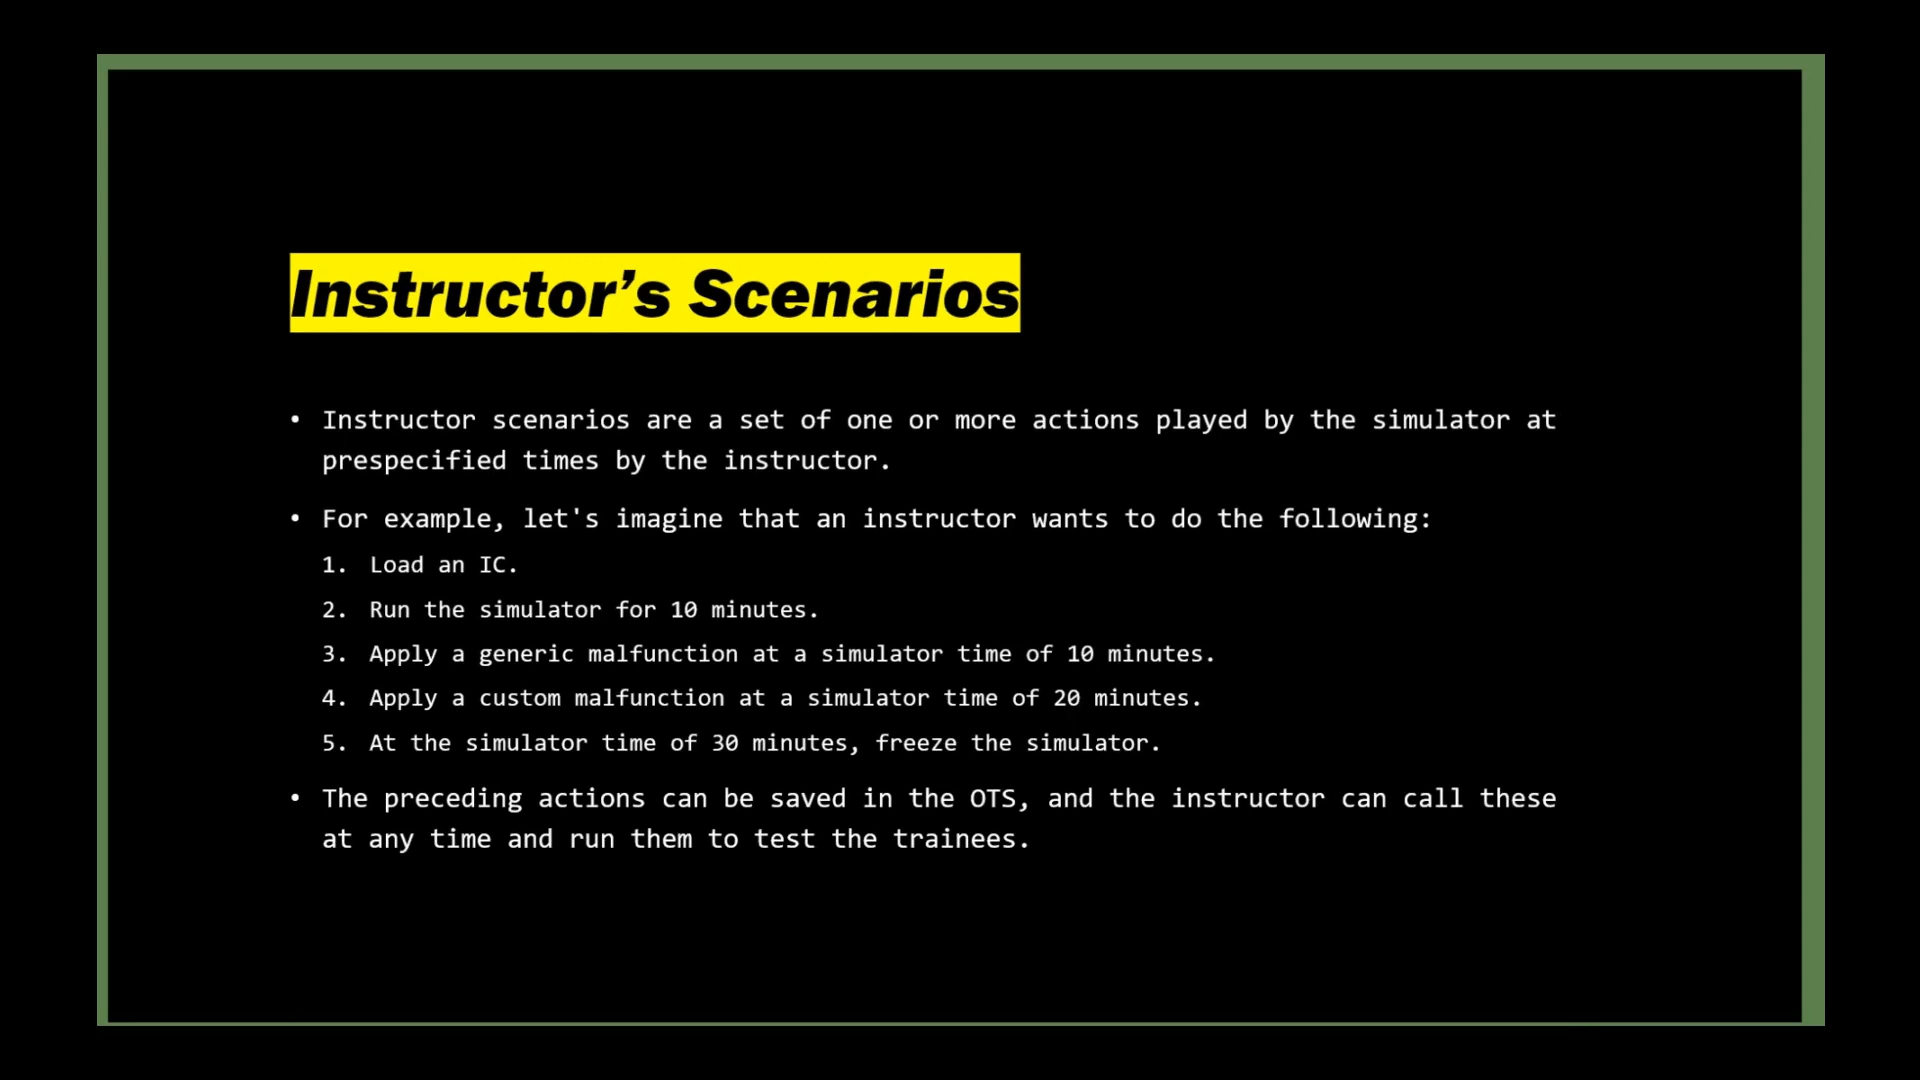 Instructor’s Scenarios
• Instructor scenarios are a set of one or more actions played by the simulator at
prespecified times by the instructor.
• For example, let's imagine that an instructor wants to do the following:
1. Load an IC.
2. Run the simulator for 10 minutes.
3. Apply a generic malfunction at a simulator time of 10 minutes.
4. Apply a custom malfunction at a simulator time of 20 minutes.
5. At the simulator time of 30 minutes, freeze the simulator.
• The preceding actions can be saved in the OTS, and the instructor can call these
at any time and run them to test the trainees.